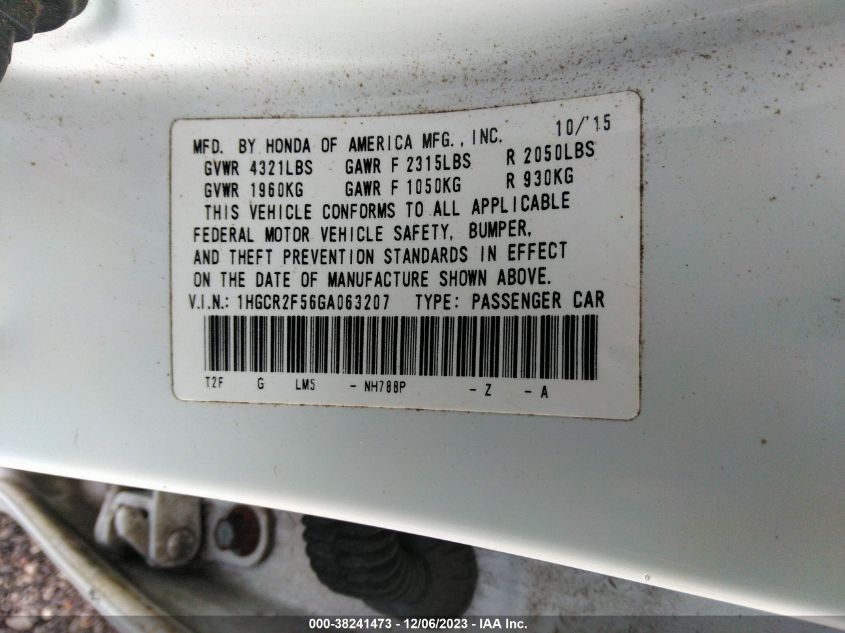 MFD. BY HONDA OF AMERICA MFG., INC. 10/'15
GVWR 4321LBS GAWR F 2315LBS R 2050LBS
GVWR 1960KG GAWR F 1050KG R 930KG
THIS VEHICLE CONFORMS TO ALL APPLICABLE
FEDERAL MOTOR VEHICLE SAFETY, BUMPER,
AND THEFT PREVENTION STANDARDS IN EFFECT
ON THE DATE OF MANUFACTURE SHOWN ABOVE.
V.I.N.: 1HGCR2F56GA063207 TYPE: PASSENGER CAR
T2F G LM5 - NH788P - Z - A
000-38241473 - 12/06/2023 - IAA Inc.